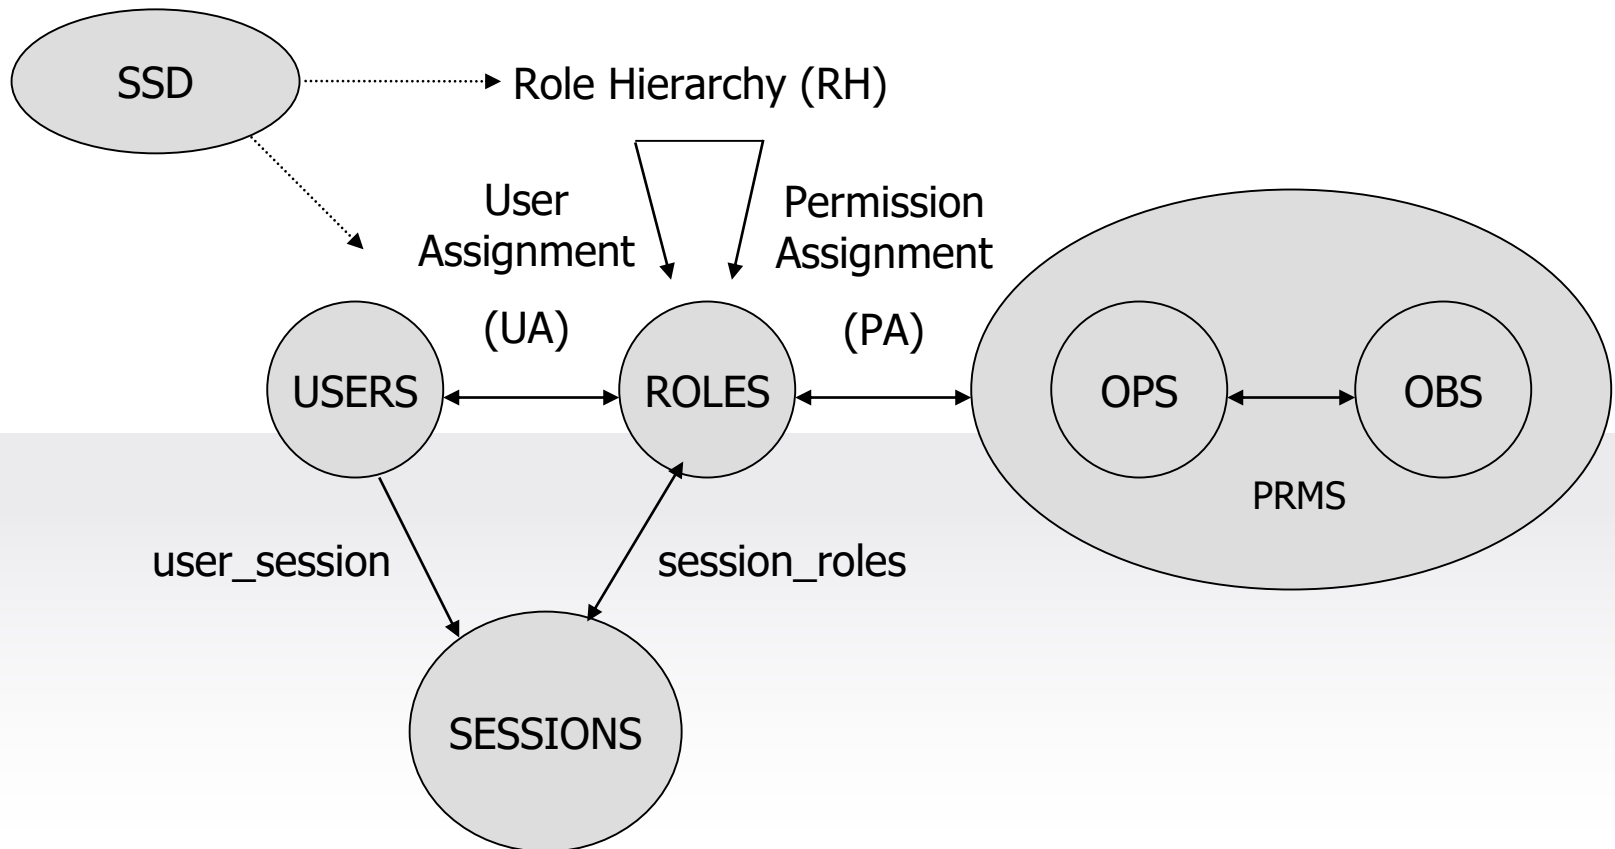 SSD
Role Hierarchy (RH)
User
Assignment
(UA)
Permission
Assignment
(PA)
USERS
ROLES
OPS
OBS
PRMS
user_session
session_roles
SESSIONS